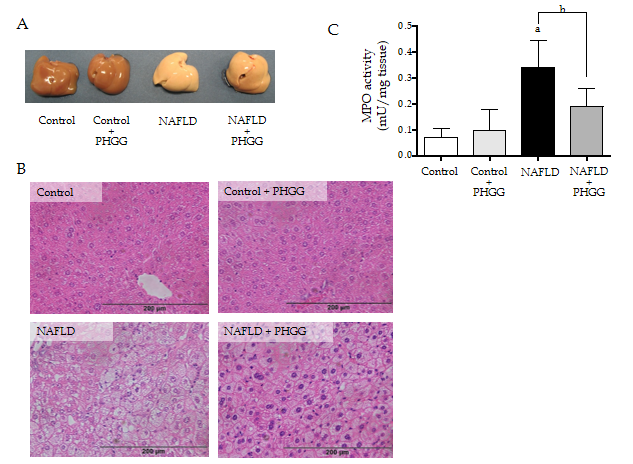 A
Control
Control
+
PHGG
NAFLD
NAFLD
+
PHGG
B
Control
200 µm
Control + PHGG
200 µm
NAFLD
200 µm
NAFLD + PHGG
200 µm
C
MPO activity
(mU/mg tissue)
0.5
0.4
0.3
0.2
0.1
0.0
a
b
Control
Control
+
PHGG
NAFLD
NAFLD
+
PHGG